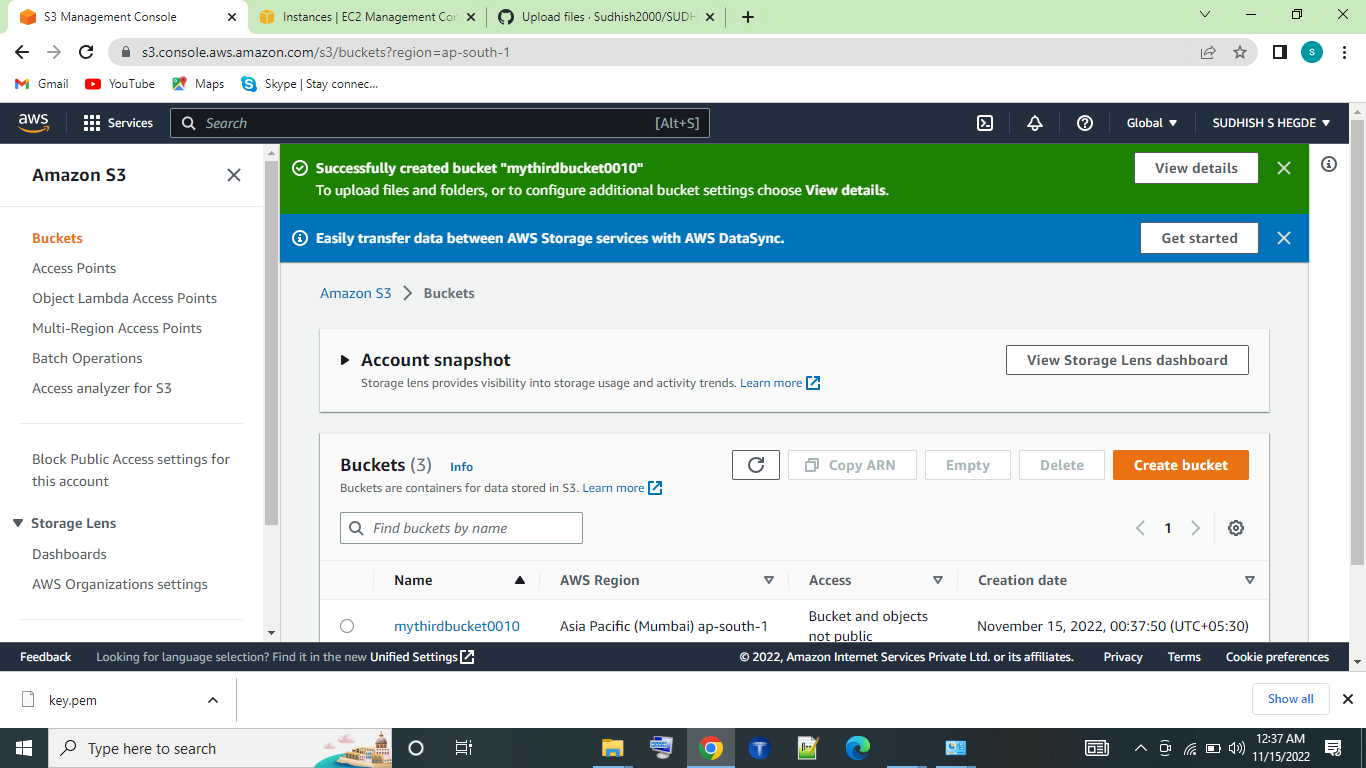 S3 Management Console
Instances | EC2 Management Con
Upload files · Sudhish2000/SUDH
s3.console.aws.amazon.com/s3/buckets?region=ap-south-1
S
Gmail
YouTube
Maps
Skype | Stay connec...
aws
Services
Search
[Alt+S]
Global
SUDHISH S HEGDE
Amazon S3
Buckets
Access Points
Object Lambda Access Points
Multi-Region Access Points
Batch Operations
Access analyzer for S3
Block Public Access settings for
this account
Storage Lens
Dashboards
AWS Organizations settings
Successfully created bucket "mythirdbucket0010"
To upload files and folders, or to configure additional bucket settings choose View details.
View details
Easily transfer data between AWS Storage services with AWS DataSync.
Get started
Amazon S3
Buckets
Account snapshot
Storage lens provides visibility into storage usage and activity trends. Learn more
View Storage Lens dashboard
Buckets (3)
Info
Buckets are containers for data stored in S3. Learn more
Copy ARN
Empty
Delete
Create bucket
Find buckets by name
1
Name
AWS Region
Access
Creation date
mythirdbucket0010
Asia Pacific (Mumbai) ap-south-1
Bucket and objects
not public
November 15, 2022, 00:37:50 (UTC+05:30)
Feedback
Looking for language selection? Find it in the new Unified Settings
© 2022, Amazon Internet Services Private Ltd. or its affiliates.
Privacy
Terms
Cookie preferences
key.pem
Show all
Type here to search
12:37 AM
11/15/2022